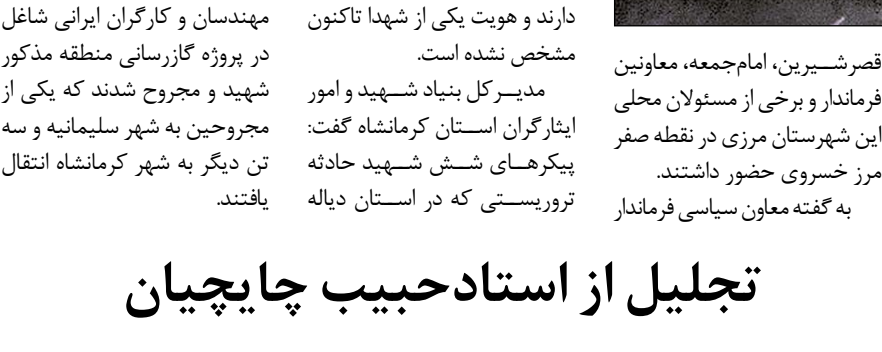 قصرشیرین، امام‌جمعه، معاونین
فرماندار و برخی از مسئولان محلی
این شهرستان مرزی در نقطه صفر
مرز خسروی حضور داشتند.
به گفته معاون سیاسی فرماندار
دارند و هویت یکی از شهدا تاکنون
مشخص نشده است.
مدیرکل بنیاد شهید و امور
ایثارگران استان کرمانشاه گفت:
پیکرهای شش شهید حادثه
تروریستی که در استان دیاله
مهندسان و کارگران ایرانی شاغل
در پروژه گازرسانی منطقه مذکور
شهید و مجروح شدند که یکی از
مجروحین به شهر سلیمانیه و سه
تن دیگر به شهر کرمانشاه انتقال
یافتند.
تجلیل از استادحبیب چایچیان